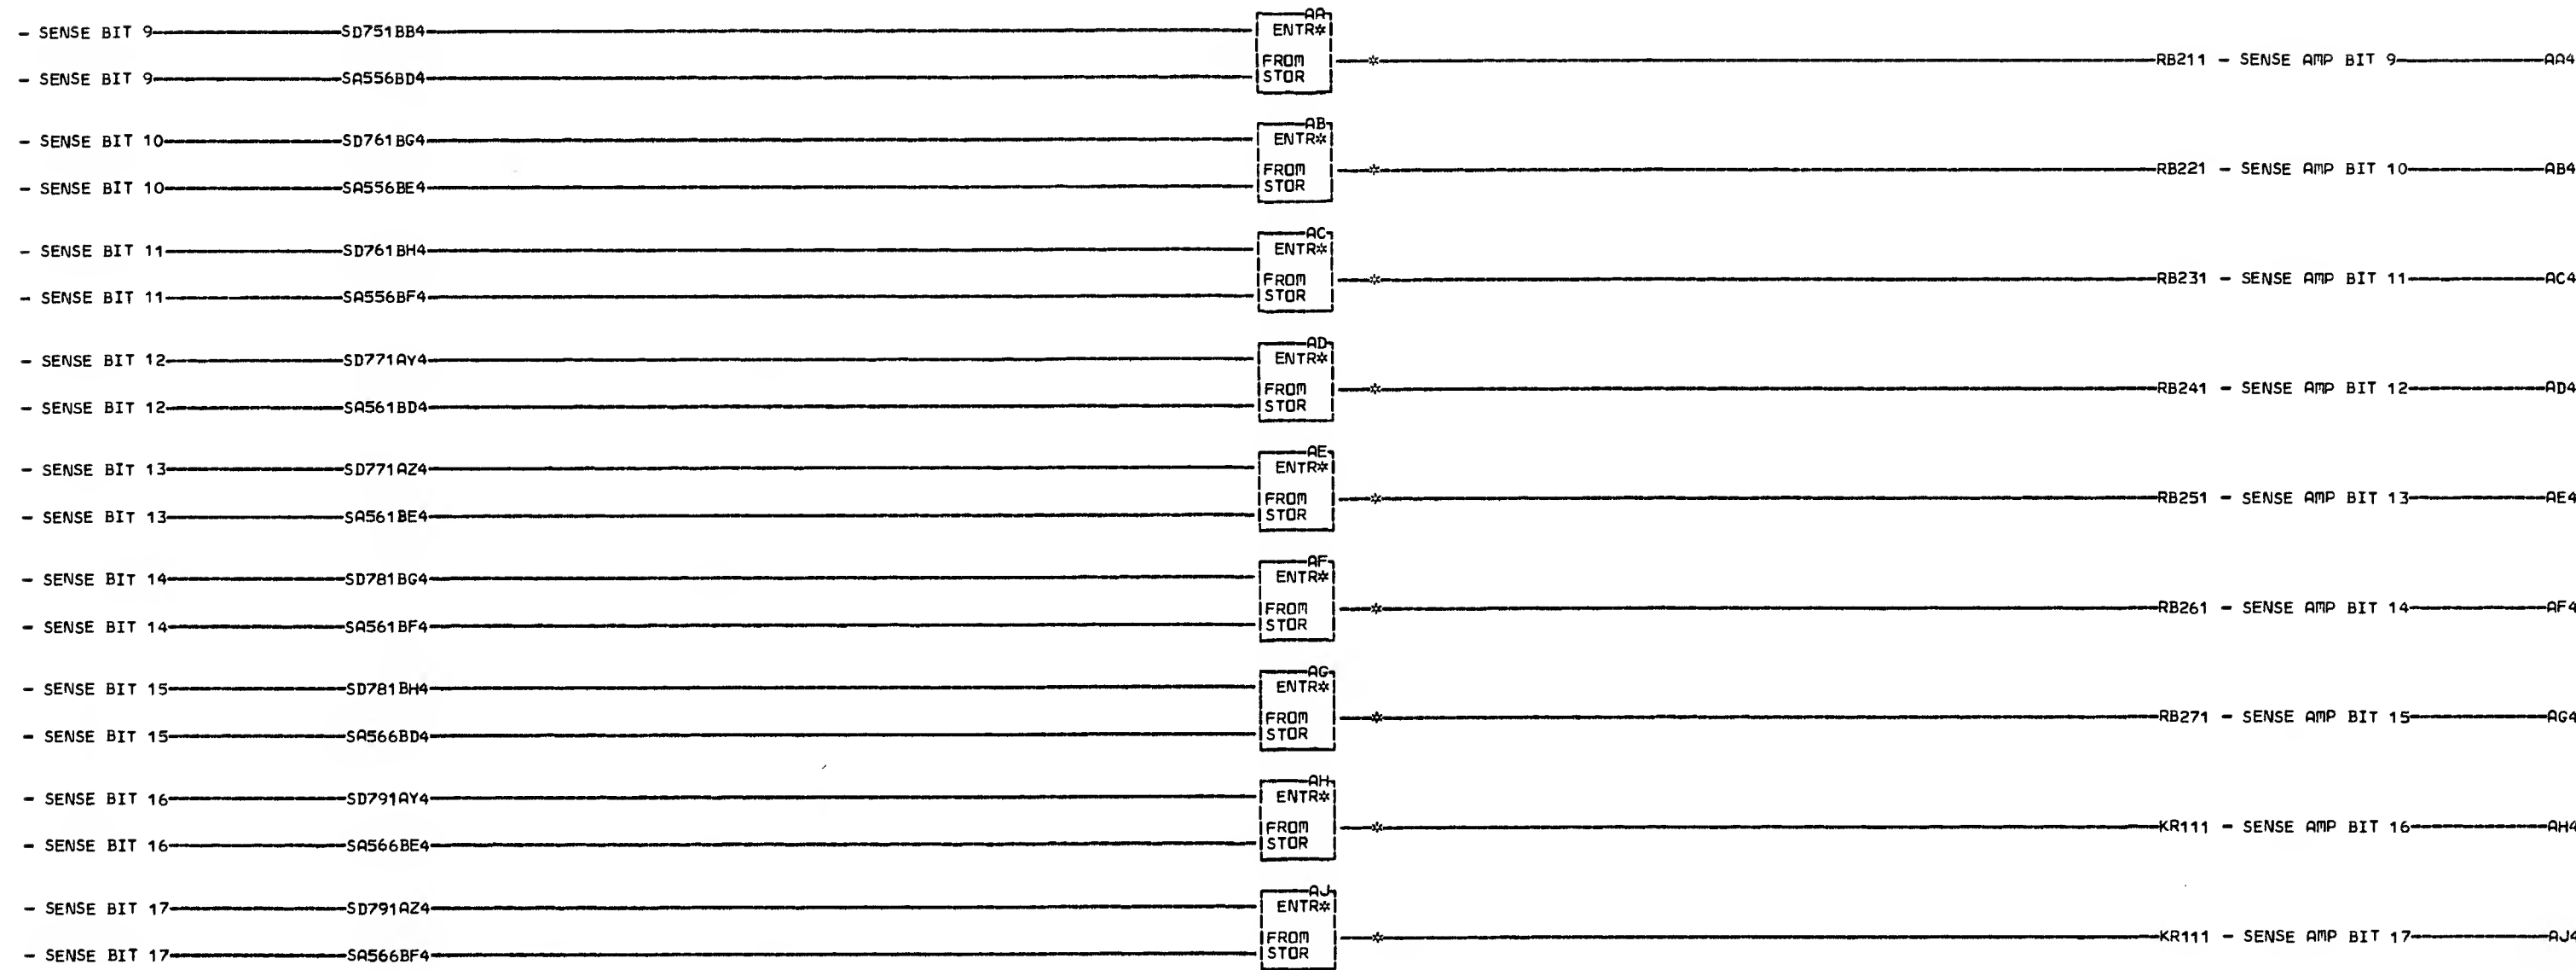 AA
- SENSE BIT 9 SD751BB4 ENTR*
FROM RB211 - SENSE AMP BIT 9 AA4
- SENSE BIT 9 SA556BD4 STOR
AB
- SENSE BIT 10 SD761BG4 ENTR*
FROM RB221 - SENSE AMP BIT 10 AB4
- SENSE BIT 10 SA556BE4 STOR
AC
- SENSE BIT 11 SD761BH4 ENTR*
FROM RB231 - SENSE AMP BIT 11 AC4
- SENSE BIT 11 SA556BF4 STOR
AD
- SENSE BIT 12 SD771AY4 ENTR*
FROM RB241 - SENSE AMP BIT 12 AD4
- SENSE BIT 12 SA561BD4 STOR
AE
- SENSE BIT 13 SD771AZ4 ENTR*
FROM RB251 - SENSE AMP BIT 13 AE4
- SENSE BIT 13 SA561BE4 STOR
AF
- SENSE BIT 14 SD781BG4 ENTR*
FROM RB261 - SENSE AMP BIT 14 AF4
- SENSE BIT 14 SA561BF4 STOR
AG
- SENSE BIT 15 SD781BH4 ENTR*
FROM RB271 - SENSE AMP BIT 15 AG4
- SENSE BIT 15 SA566BD4 STOR
AH
- SENSE BIT 16 SD791AY4 ENTR*
FROM KR111 - SENSE AMP BIT 16 AH4
- SENSE BIT 16 SA566BE4 STOR
AJ
- SENSE BIT 17 SD791AZ4 ENTR*
FROM KR111 - SENSE AMP BIT 17 AJ4
- SENSE BIT 17 SA566BF4 STOR